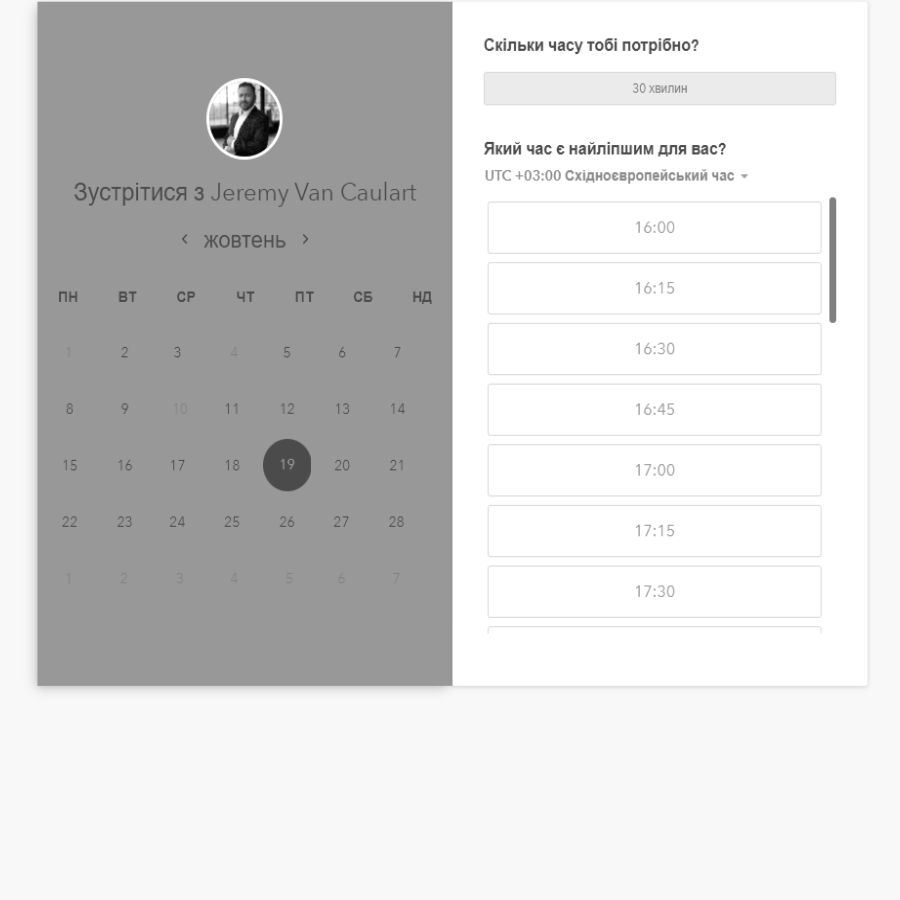 Зустрітися з Jeremy Van Caulart
жовтень
ПН ВТ СР ЧТ ПТ СБ НД
1 2 3 4 5 6 7
8 9 10 11 12 13 14
15 16 17 18 19 20 21
22 23 24 25 26 27 28
1 2 3 4 5 6 7
Скільки часу тобі потрібно?
30 хвилин
Який час є найліпшим для вас?
UTC +03:00 Східноєвропейський час
16:00
16:15
16:30
16:45
17:00
17:15
17:30